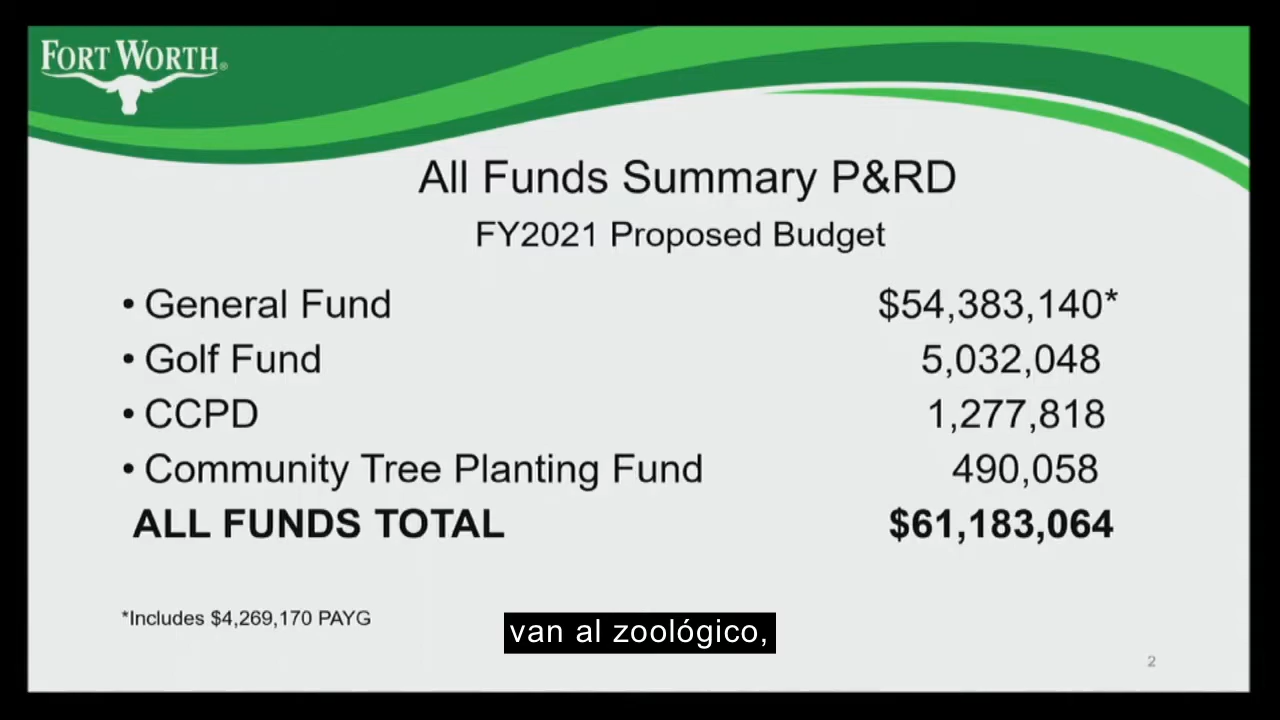 FORT WORTH®
All Funds Summary P&RD
FY2021 Proposed Budget
• General Fund $54,383,140*
• Golf Fund 5,032,048
• CCPD 1,277,818
• Community Tree Planting Fund 490,058
ALL FUNDS TOTAL $61,183,064
*Includes $4,269,170 PAYG
van al zoológico,
2